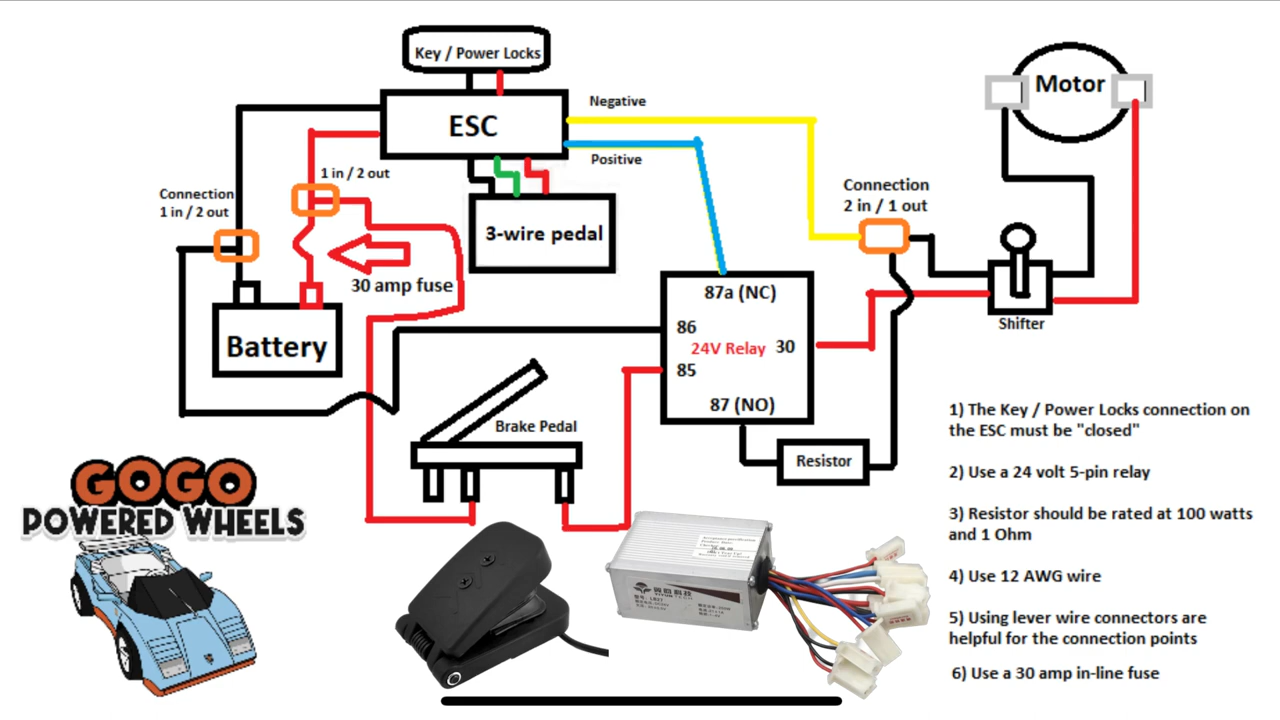 Key / Power Locks
ESC
Negative
Positive
Motor
1 in / 2 out
Connection
1 in / 2 out
Connection
2 in / 1 out
3-wire pedal
30 amp fuse
87a (NC)
86
24V Relay
30
85
87 (NO)
Shifter
Battery
Brake Pedal
Resistor
1) The Key / Power Locks connection on
the ESC must be "closed"
2) Use a 24 volt 5-pin relay
3) Resistor should be rated at 100 watts
and 1 Ohm
4) Use 12 AWG wire
5) Using lever wire connectors are
helpful for the connection points
6) Use a 30 amp in-line fuse
GOGO
POWERED WHEELS